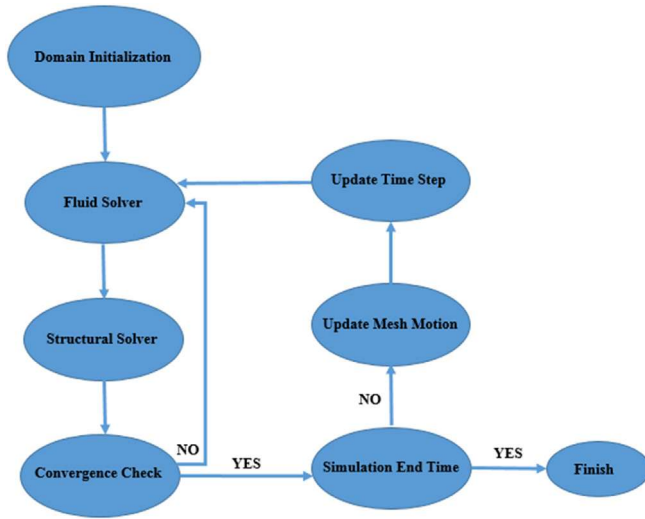 Domain Initialization
Fluid Solver
Structural Solver
Convergence Check
NO
YES
Simulation End Time
NO
Update Mesh Motion
Update Time Step
YES
Finish